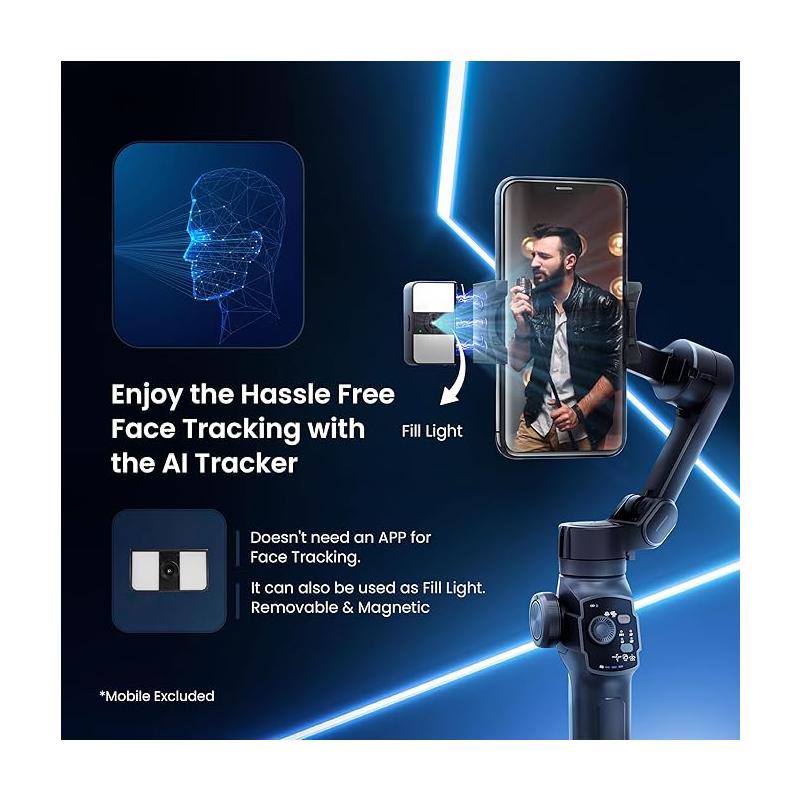 Enjoy the Hassle Free
Face Tracking with
the AI Tracker
Fill Light
Doesn't need an APP for
Face Tracking.
It can also be used as Fill Light.
Removable & Magnetic
*Mobile Excluded